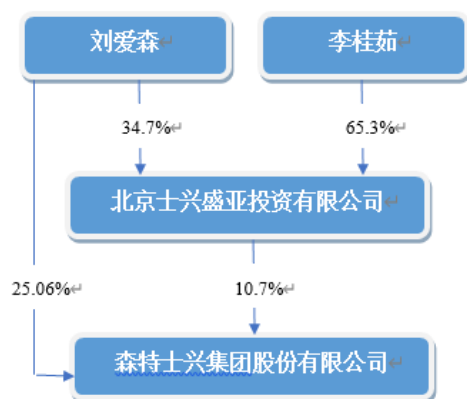 刘爱森
李桂茹
34.7%
65.3%
北京士兴盛亚投资有限公司
25.06%
10.7%
森特士兴集团股份有限公司